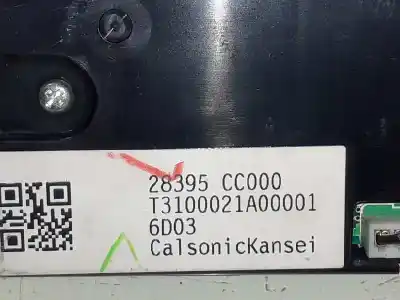 28395 CC000
T3100021A00001
6D03
CalsonicKansei